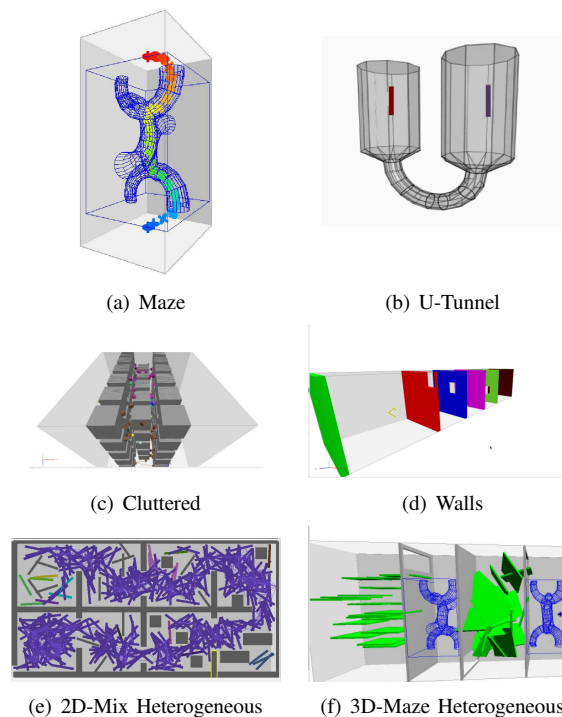 (a) Maze
(b) U-Tunnel
(c) Cluttered
(d) Walls
(e) 2D-Mix Heterogeneous
(f) 3D-Maze Heterogeneous